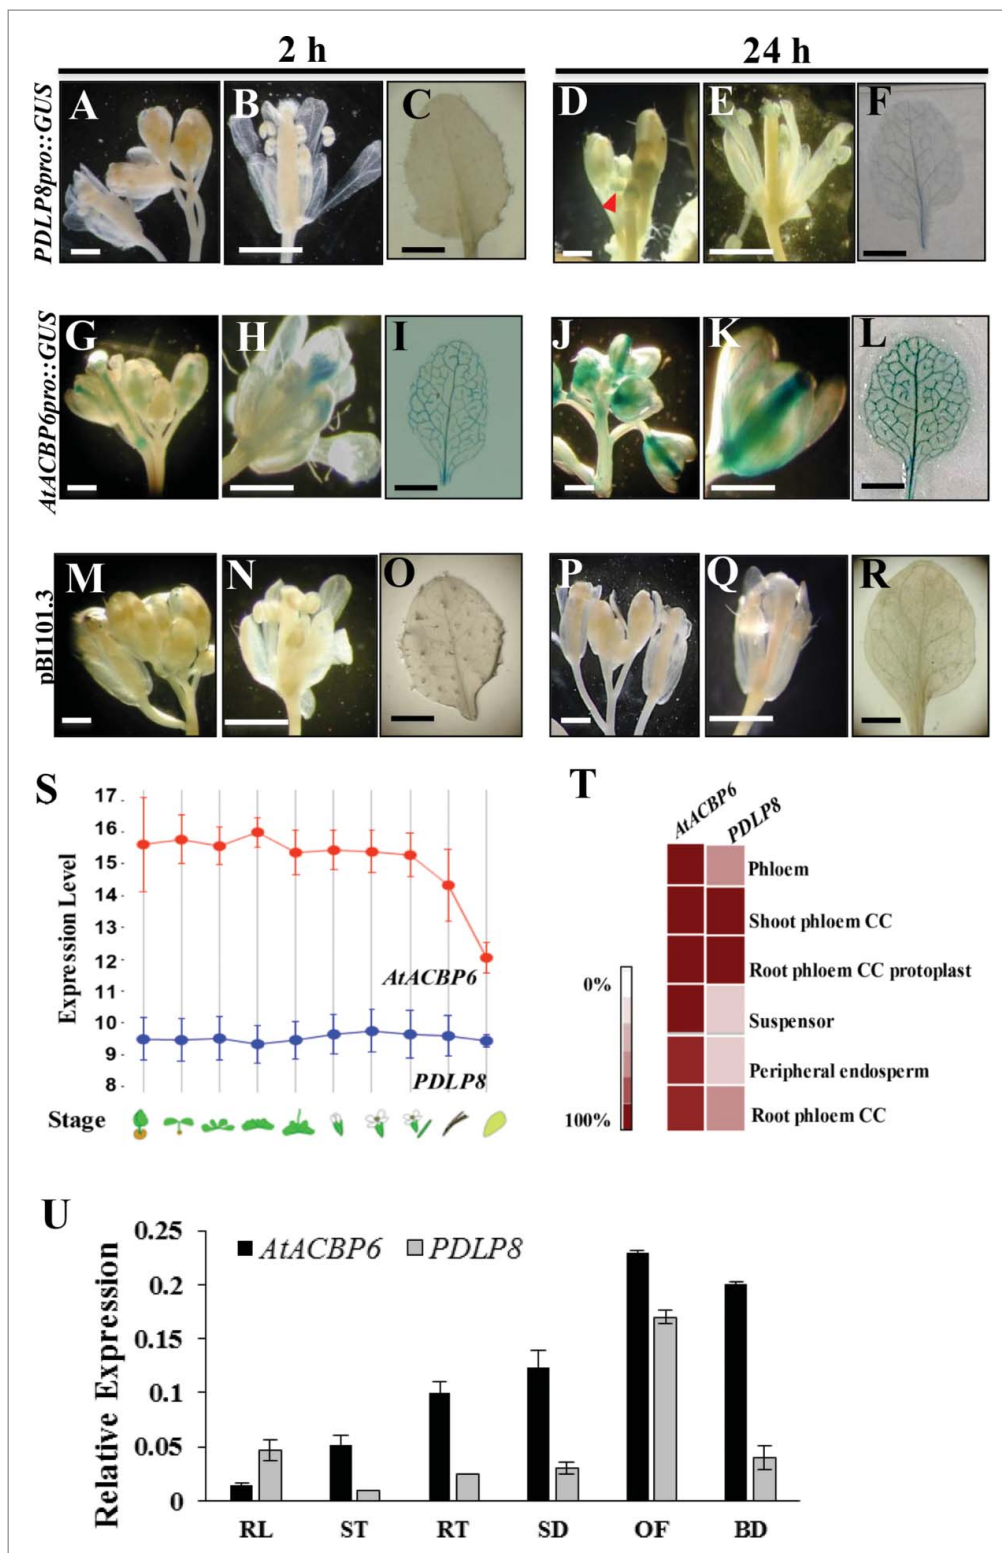 2 h
24 h
PDLP8pro::GUS
A
B
C
D
E
F
AtACBP6pro::GUS
G
H
I
J
K
L
pBI101.3
M
N
O
P
Q
R
S
17
16
15
14
13
12
11
10
9
8
Expression Level
AtACBP6
PDLP8
Stage
T
AtACBP6
PDLP8
Phloem
Shoot phloem CC
Root phloem CC protoplast
Suspensor
Peripheral endosperm
Root phloem CC
0%
100%
U
Relative Expression
0.25
0.2
0.15
0.1
0.05
0
AtACBP6
PDLP8
RL
ST
RT
SD
OF
BD